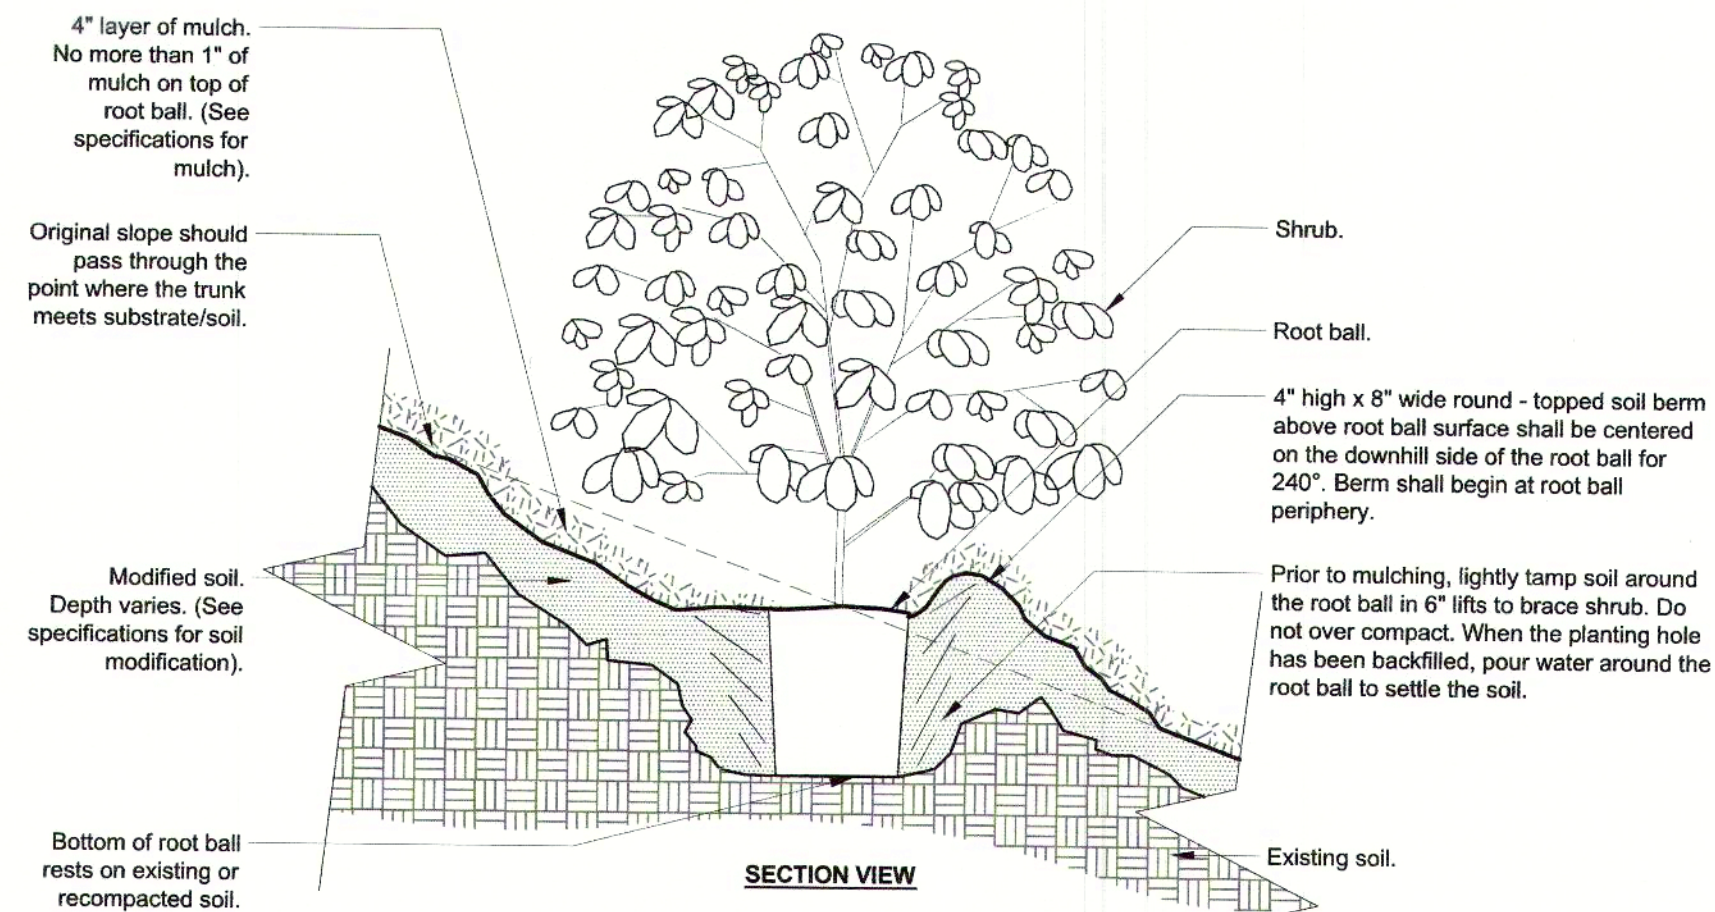 4" layer of mulch.
No more than 1" of
mulch on top of
root ball. (See
specifications for
mulch).
Original slope should
pass through the
point where the trunk
meets substrate/soil.
Modified soil.
Depth varies. (See
specifications for soil
modification).
Bottom of root ball
rests on existing or
recompacted soil.
Shrub.
Root ball.
4" high x 8" wide round - topped soil berm
above root ball surface shall be centered
on the downhill side of the root ball for
240°. Berm shall begin at root ball
periphery.
Prior to mulching, lightly tamp soil around
the root ball in 6" lifts to brace shrub. Do
not over compact. When the planting hole
has been backfilled, pour water around the
root ball to settle the soil.
Existing soil.
SECTION VIEW